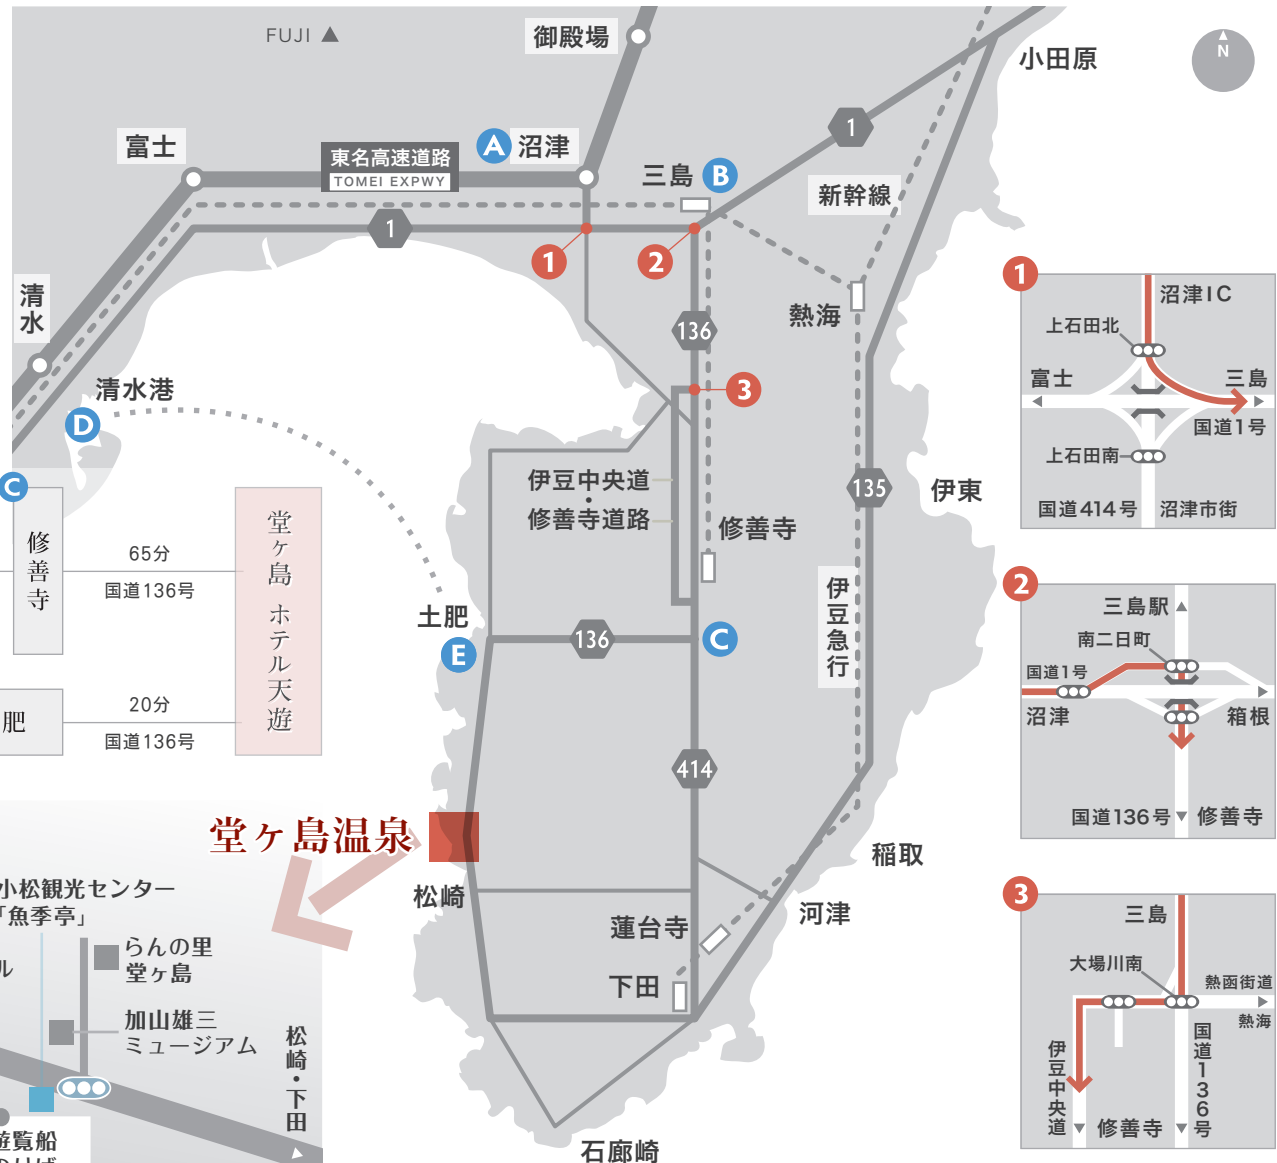 FUJI ▲
御殿場
小田原
N
富士
東名高速道路
TOMEI EXPWY
A 沼津
三島 B
1
新幹線
1
1
2
清水
136
熱海
清水港
D
3
伊豆中央道
・
修善寺道路
135
伊東
修善寺
土肥
E
136
C
伊豆急行
414
堂ヶ島温泉
松崎
稲取
河津
蓮台寺
下田
石廊崎
C
修善寺
65分
国道136号
堂ヶ島 ホテル天遊
肥
20分
国道136号
小松観光センター
「魚季亭」
ル
らんの里
堂ヶ島
加山雄三
ミュージアム
松崎・下田
遊覧船
1
沼津IC
上石田北
富士
三島
国道1号
上石田南
国道414号
沼津市街
2
三島駅
南二日町
国道1号
沼津
箱根
国道136号
修善寺
3
三島
大場川南
熱函街道
熱海
伊豆中央道
国道136号
修善寺